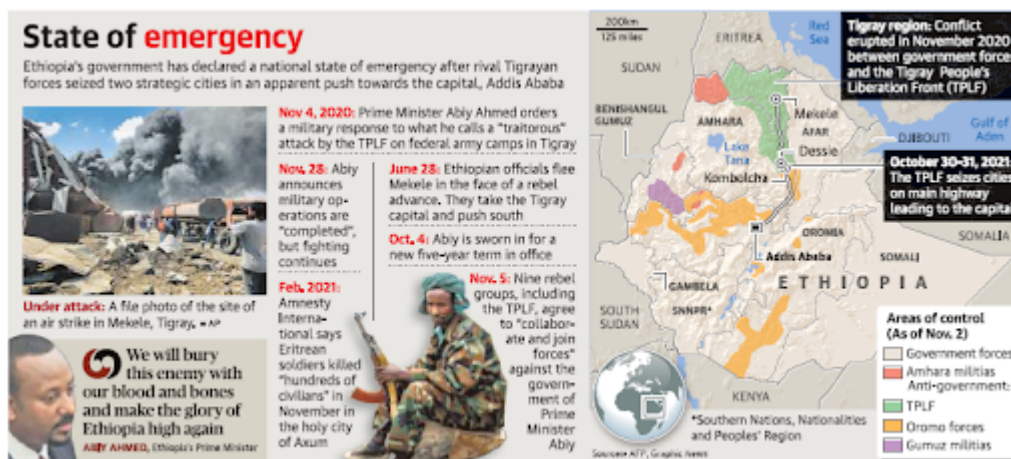 State of emergency
Ethiopia's government has declared a national state of emergency after rival Tigrayan
forces seized two strategic cities in an apparent push towards the capital, Addis Ababa
Under attack: A file photo of the site of
an air strike in Mekele, Tigray. • AP
We will bury
this enemy with
our blood and bones
and make the glory of
Ethiopia high again
ABIY AHMED, Ethiopia's Prime Minister
Nov 4, 2020: Prime Minister Abiy Ahmed orders
a military response to what he calls a "traitorous"
attack by the TPLF on federal army camps in Tigray
Nov. 28: Abiy
announces
military op-
erations are
"completed",
but fighting
continues
Feb. 2021:
Amnesty
Interna-
tional says
Eritrean
soldiers killed
"hundreds of
civilians" in
November in
the holy city
of Axum
June 28: Ethiopian officials flee
Mekele in the face of a rebel
advance. They take the Tigray
capital and push south
Oct. 4: Abiy is sworn in for a
new five-year term in office
Nov. 5: Nine rebel
groups, including
the TPLF, agree
to "collabor-
ate and join
forces"
against the
govern-
ment of
Prime
Minister
Abiy
200km
125 miles
Red
Sea
ERITREA
SUDAN
Tigray region: Conflict
erupted in November 2020
between government forces
and the Tigray People's
Liberation Front (TPLF)
BENISHANGUL
GUMUZ
AMHARA
Mekele
AFAR
Gulf of
Aden
DJIBOUTI
Lake
Tana
Dessie
Kombolcha
October 30-31, 2021:
The TPLF seizes cities
on main highway
leading to the capital
OROMIA
SOMALIA
Addis Ababa
SOMALI
ETHIOPIA
GAMBELA
SOUTH
SUDAN
SNNPR*
KENYA
Areas of control
(As of Nov. 2)
Government forces
Amhara militias
Anti-government:
TPLF
Oromo forces
Gumuz militias
*Southern Nations, Nationalities
and Peoples' Region
Sources: AFP, Graphic News